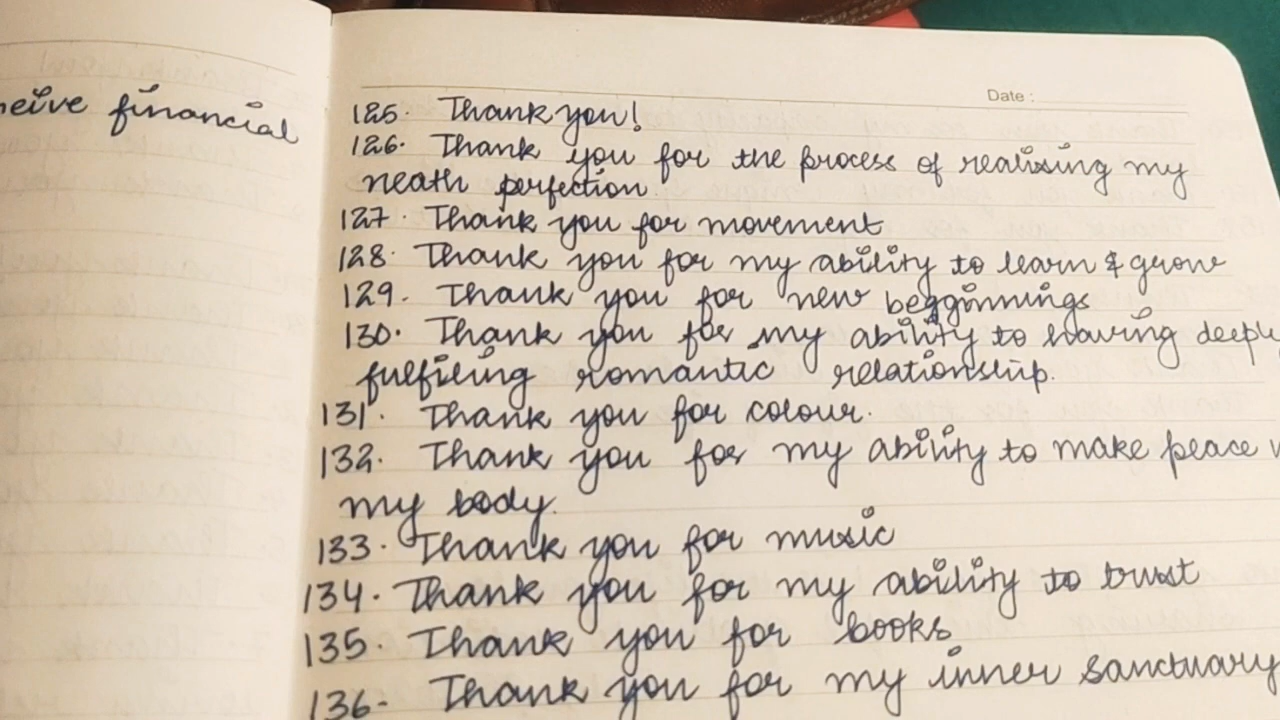 financial
Date :
125. Thank you!
126. Thank you for the process of realising my
neath perfection
127. Thank you for movement
128. Thank you for my ability to learn & grow
129. Thank you for new begginnings
130. Thank you for my ability to having deeply
fulfiling romantic relationship.
131. Thank you for colour.
132. Thank you for my ability to make peace
my body.
133. Thank you for music
134. Thank you for my ability to trust
135. Thank you for books
136- Thank you for my inner sanctuary